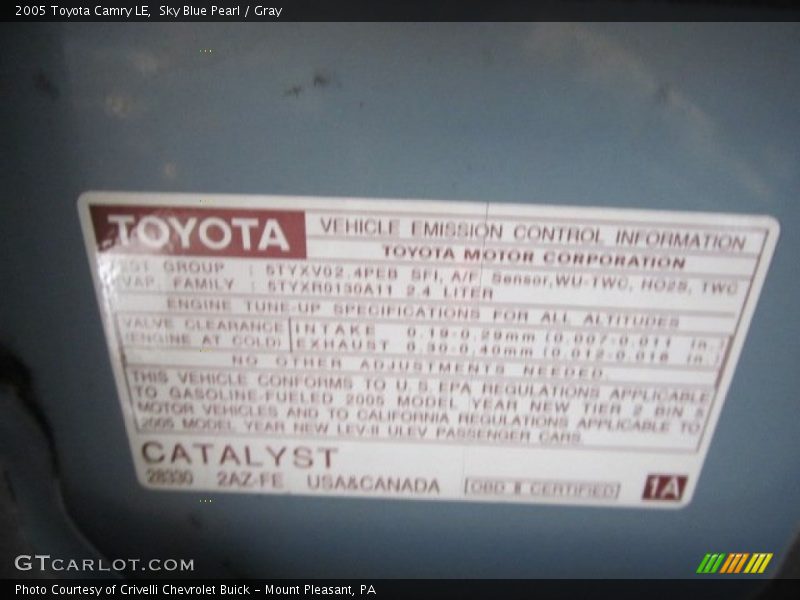 2005 Toyota Camry LE, Sky Blue Pearl / Gray
TOYOTA VEHICLE EMISSION CONTROL INFORMATION
TOYOTA MOTOR CORPORATION
GROUP : 5TYXV02.4PEB SFI, A/F Sensor, WU-TWC, HO2S, TWC
FAMILY : 5TYXR0130A11 2.4 LITER
ENGINE TUNE-UP SPECIFICATIONS FOR ALL ALTITUDES
VALVE CLEARANCE INTAKE 0.19-0.29mm (0.007-0.011 in.)
(ENGINE AT COLD) EXHAUST 0.30-0.40mm (0.012-0.016 in.)
NO OTHER ADJUSTMENTS NEEDED.
THIS VEHICLE CONFORMS TO U.S.EPA REGULATIONS APPLICABLE
TO GASOLINE-FUELED 2005 MODEL YEAR NEW TIER 2 BIN 5
MOTOR VEHICLES AND TO CALIFORNIA REGULATIONS APPLICABLE TO
2005 MODEL YEAR NEW LEV-II ULEV PASSENGER CARS.
CATALYST
28330 2AZ-FE USA&CANADA OBD II CERTIFIED 1A
GTCARLOT.COM
Photo Courtesy of Crivelli Chevrolet Buick - Mount Pleasant, PA